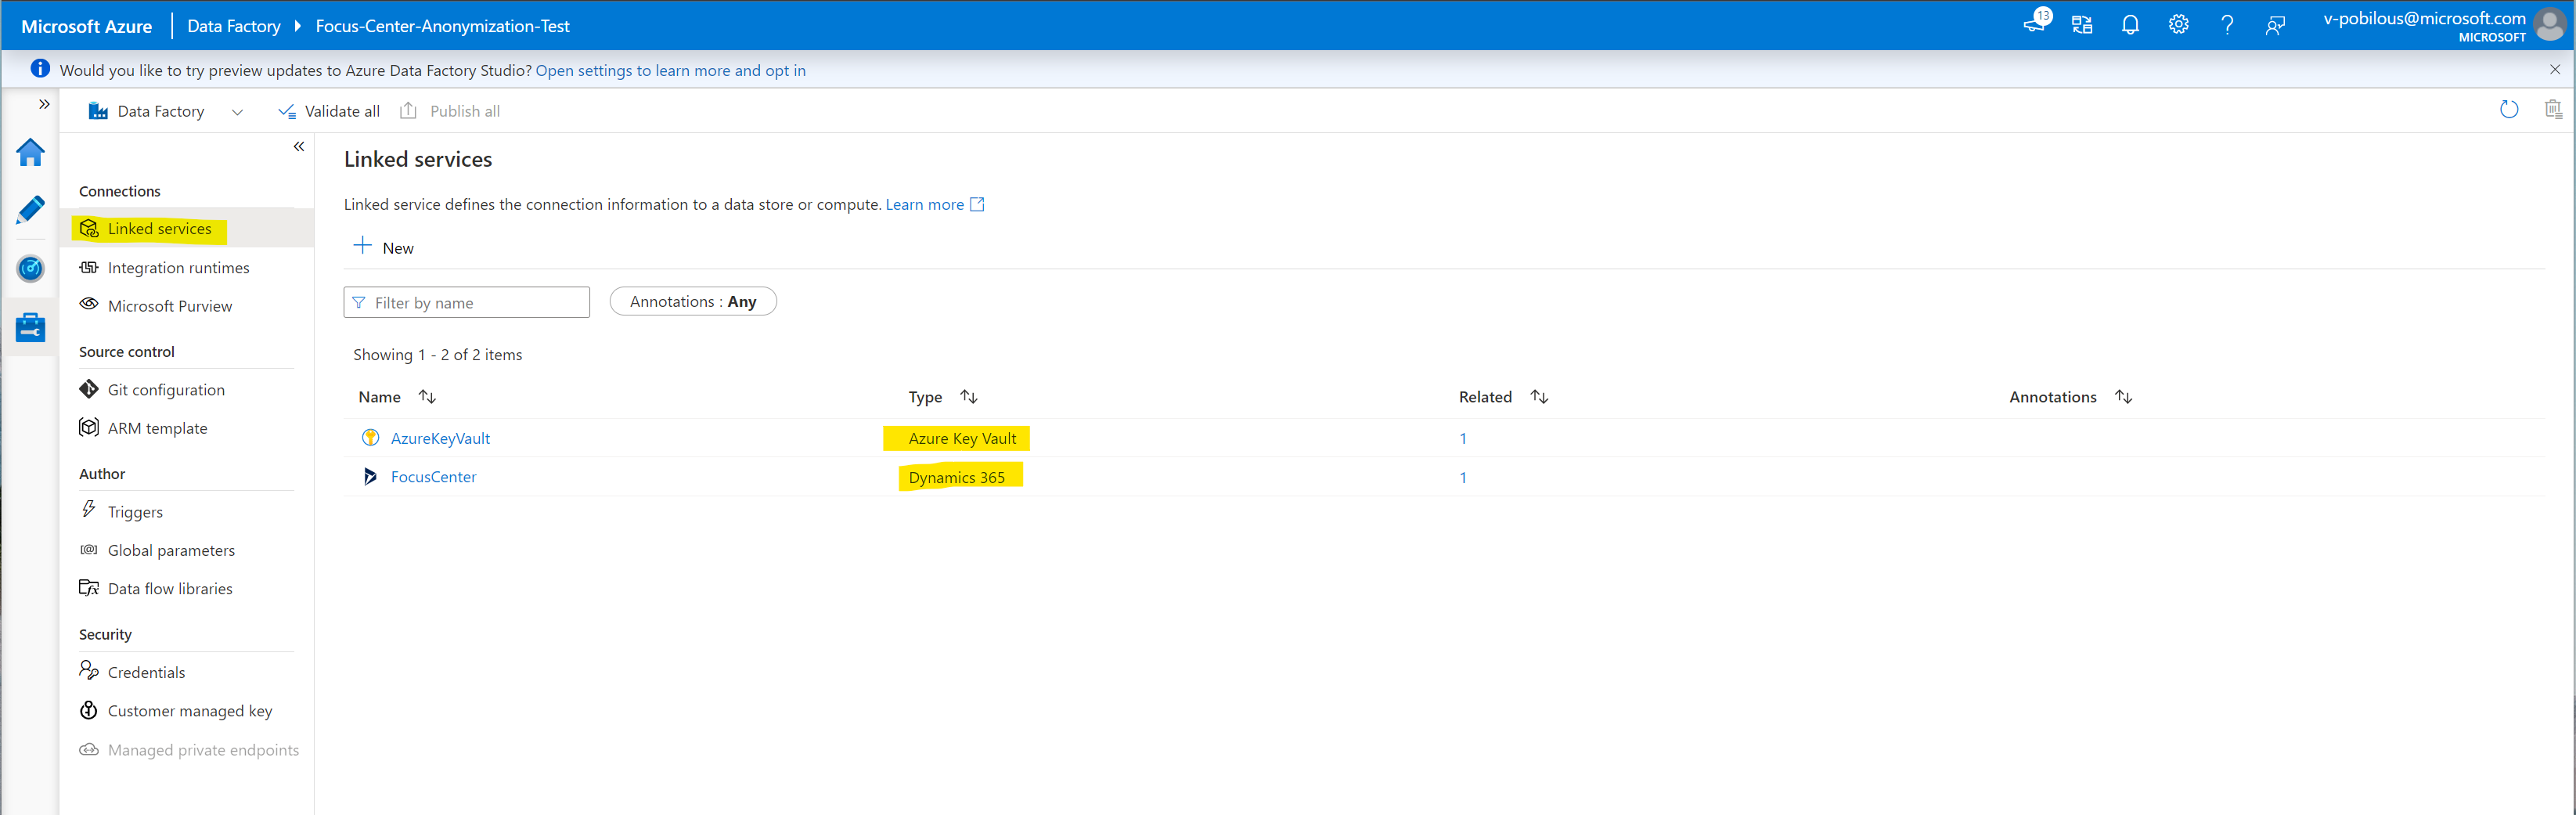 Microsoft Azure | Data Factory Focus-Center-Anonymization-Test 13 v-pobilous@microsoft.com
MICROSOFT
Would you like to try preview updates to Azure Data Factory Studio? Open settings to learn more and opt in
Data Factory Validate all Publish all
Connections
Linked services
Integration runtimes
Microsoft Purview
Source control
Git configuration
ARM template
Author
Triggers
Global parameters
Data flow libraries
Security
Credentials
Customer managed key
Managed private endpoints
Linked services
Linked service defines the connection information to a data store or compute. Learn more
New
Filter by name Annotations : Any
Showing 1 - 2 of 2 items
Name Type Related Annotations
AzureKeyVault Azure Key Vault 1
FocusCenter Dynamics 365 1